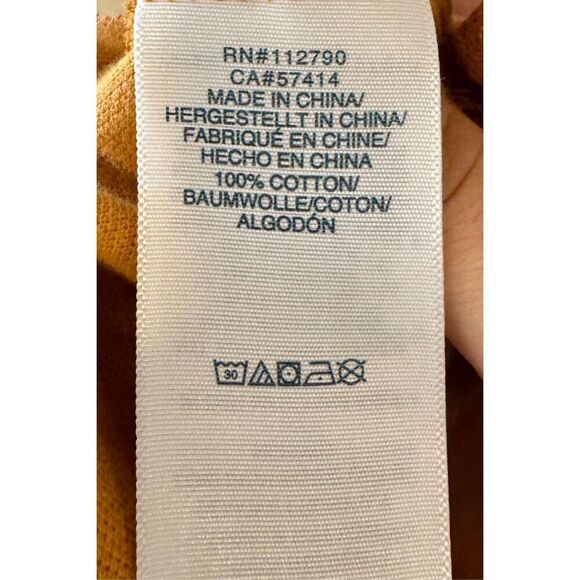 RN#112790
CA#57414
MADE IN CHINA/
HERGESTELLT IN CHINA/
FABRIQUÉ EN CHINE/
HECHO EN CHINA
100% COTTON/
BAUMWOLLE/COTON/
ALGODÓN
30